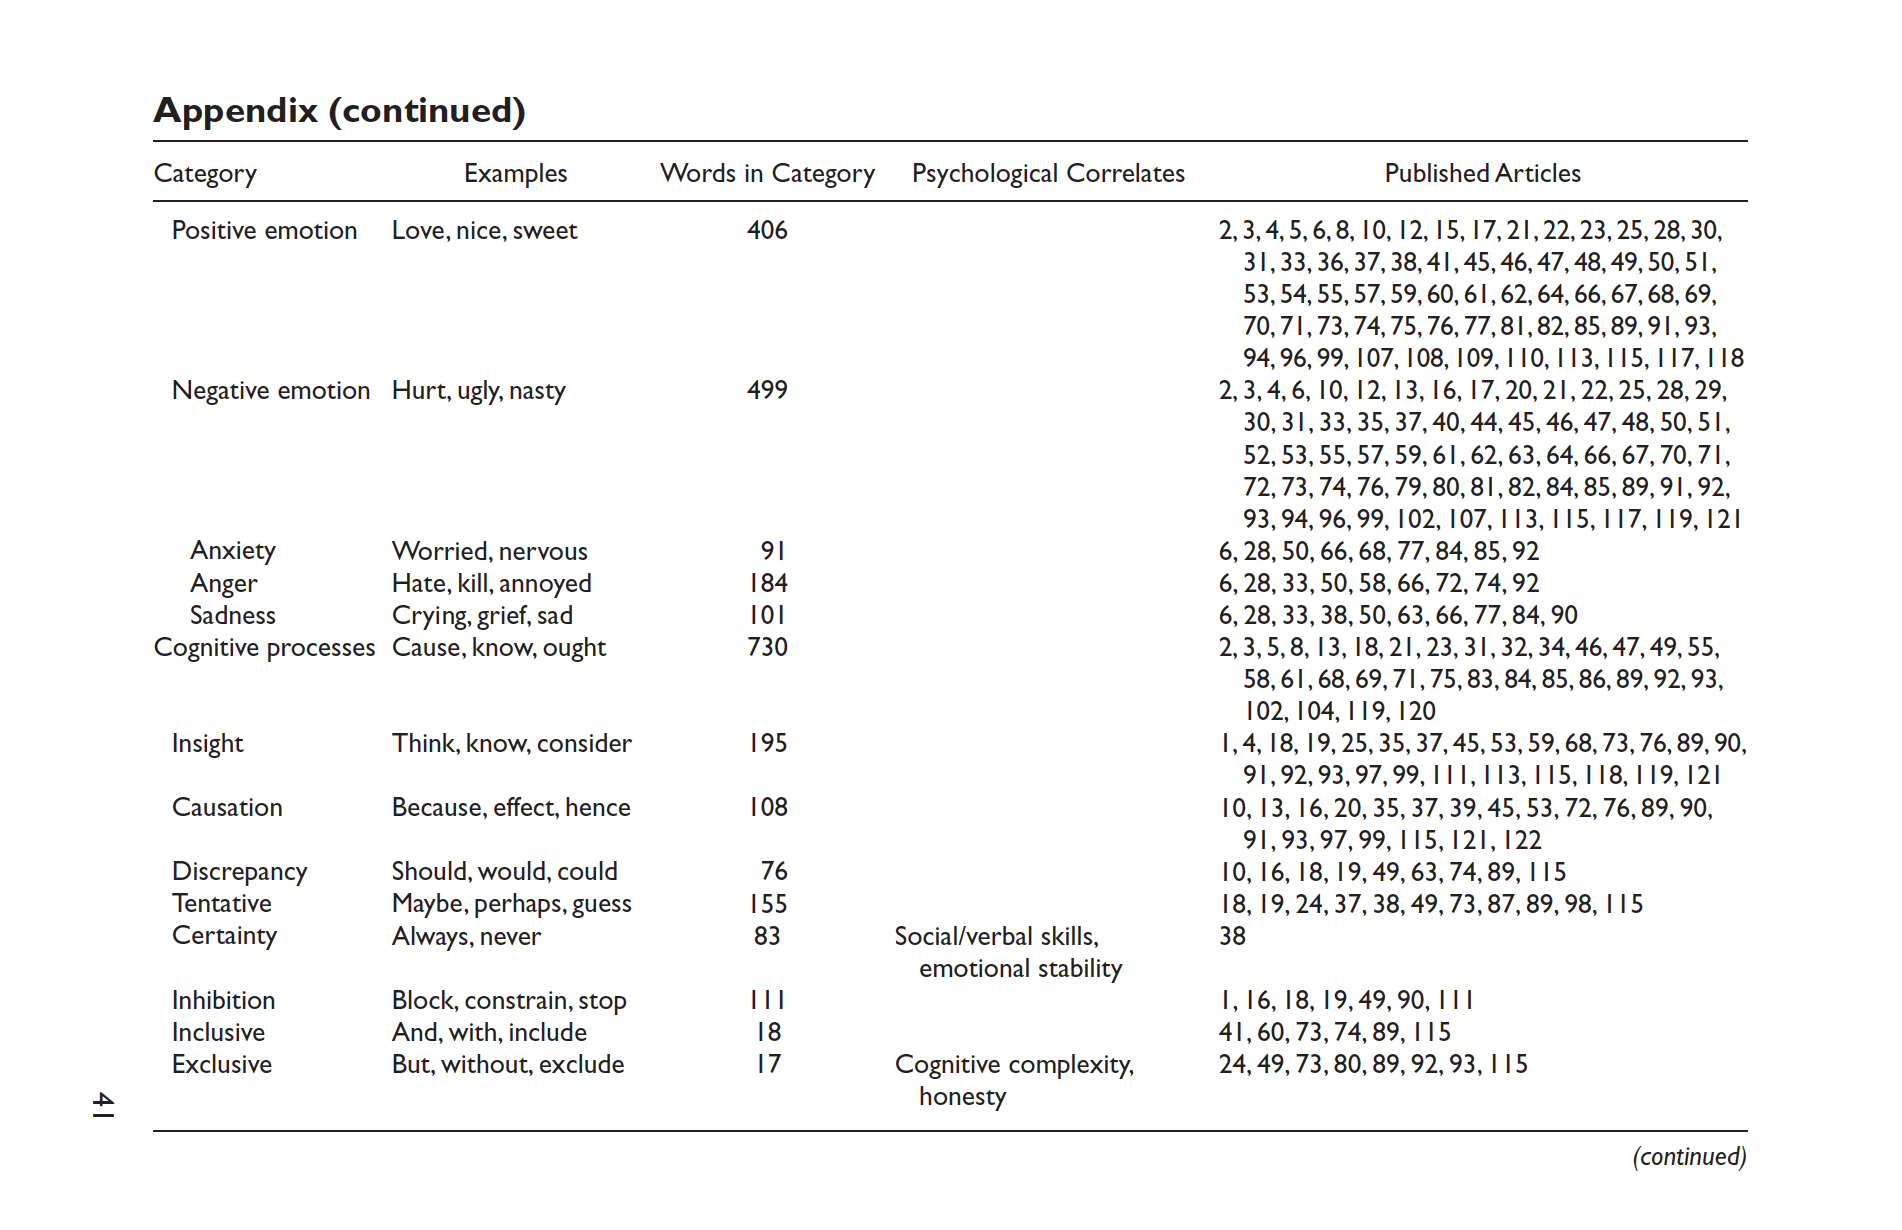 Appendix (continued)
Category Examples Words in Category Psychological Correlates Published Articles
Positive emotion Love, nice, sweet 406 2, 3, 4, 5, 6, 8, 10, 12, 15, 17, 21, 22, 23, 25, 28, 30,
31, 33, 36, 37, 38, 41, 45, 46, 47, 48, 49, 50, 51,
53, 54, 55, 57, 59, 60, 61, 62, 64, 66, 67, 68, 69,
70, 71, 73, 74, 75, 76, 77, 81, 82, 85, 89, 91, 93,
94, 96, 99, 107, 108, 109, 110, 113, 115, 117, 118
Negative emotion Hurt, ugly, nasty 499 2, 3, 4, 6, 10, 12, 13, 16, 17, 20, 21, 22, 25, 28, 29,
30, 31, 33, 35, 37, 40, 44, 45, 46, 47, 48, 50, 51,
52, 53, 55, 57, 59, 61, 62, 63, 64, 66, 67, 70, 71,
72, 73, 74, 76, 79, 80, 81, 82, 84, 85, 89, 91, 92,
93, 94, 96, 99, 102, 107, 113, 115, 117, 119, 121
Anxiety Worried, nervous 91 6, 28, 50, 66, 68, 77, 84, 85, 92
Anger Hate, kill, annoyed 184 6, 28, 33, 50, 58, 66, 72, 74, 92
Sadness Crying, grief, sad 101 6, 28, 33, 38, 50, 63, 66, 77, 84, 90
Cognitive processes Cause, know, ought 730 2, 3, 5, 8, 13, 18, 21, 23, 31, 32, 34, 46, 47, 49, 55,
58, 61, 68, 69, 71, 75, 83, 84, 85, 86, 89, 92, 93,
102, 104, 119, 120
Insight Think, know, consider 195 1, 4, 18, 19, 25, 35, 37, 45, 53, 59, 68, 73, 76, 89, 90,
91, 92, 93, 97, 99, 111, 113, 115, 118, 119, 121
Causation Because, effect, hence 108 10, 13, 16, 20, 35, 37, 39, 45, 53, 72, 76, 89, 90,
91, 93, 97, 99, 115, 121, 122
Discrepancy Should, would, could 76 10, 16, 18, 19, 49, 63, 74, 89, 115
Tentative Maybe, perhaps, guess 155 18, 19, 24, 37, 38, 49, 73, 87, 89, 98, 115
Certainty Always, never 83 Social/verbal skills, 38
emotional stability
Inhibition Block, constrain, stop 111 1, 16, 18, 19, 49, 90, 111
Inclusive And, with, include 18 41, 60, 73, 74, 89, 115
Exclusive But, without, exclude 17 Cognitive complexity, 24, 49, 73, 80, 89, 92, 93, 115
honesty
(continued)
41